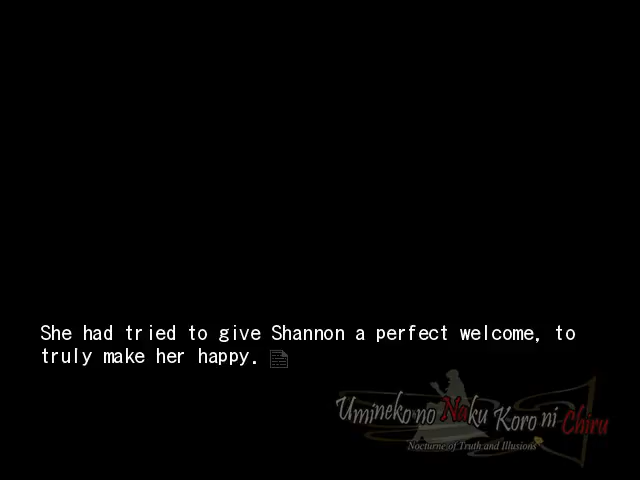 She had tried to give Shannon a perfect welcome, to
truly make her happy.
Umineko no Naku Koro ni Chiru
Nocturne of Truth and Illusions